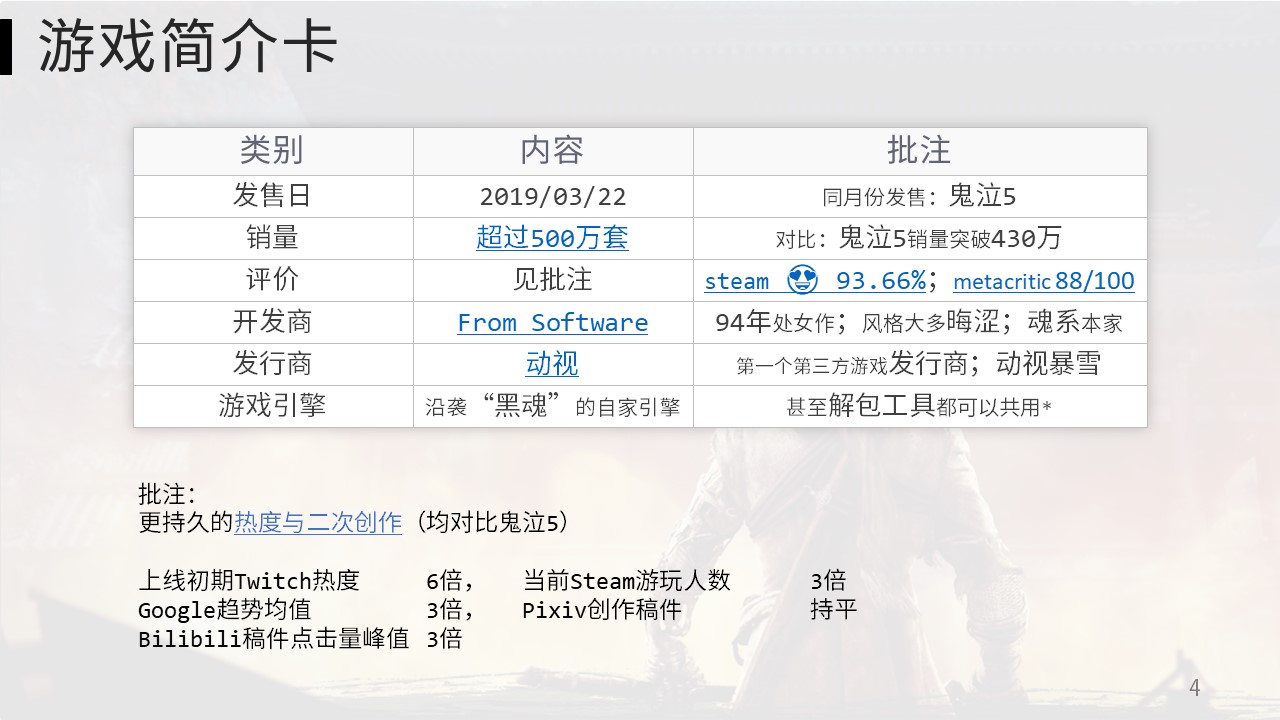 游戏简介卡
类别 内容 批注
发售日 2019/03/22 同月份发售：鬼泣5
销量 超过500万套 对比：鬼泣5销量突破430万
评价 见批注 steam 😍 93.66%；metacritic 88/100
开发商 From Software 94年处女作；风格大多晦涩；魂系本家
发行商 动视 第一个第三方游戏发行商；动视暴雪
游戏引擎 沿袭“黑魂”的自家引擎 甚至解包工具都可以共用*
批注：
更持久的热度与二次创作（均对比鬼泣5）
上线初期Twitch热度 6倍， 当前Steam游玩人数 3倍
Google趋势均值 3倍， Pixiv创作稿件 持平
Bilibili稿件点击量峰值 3倍
4